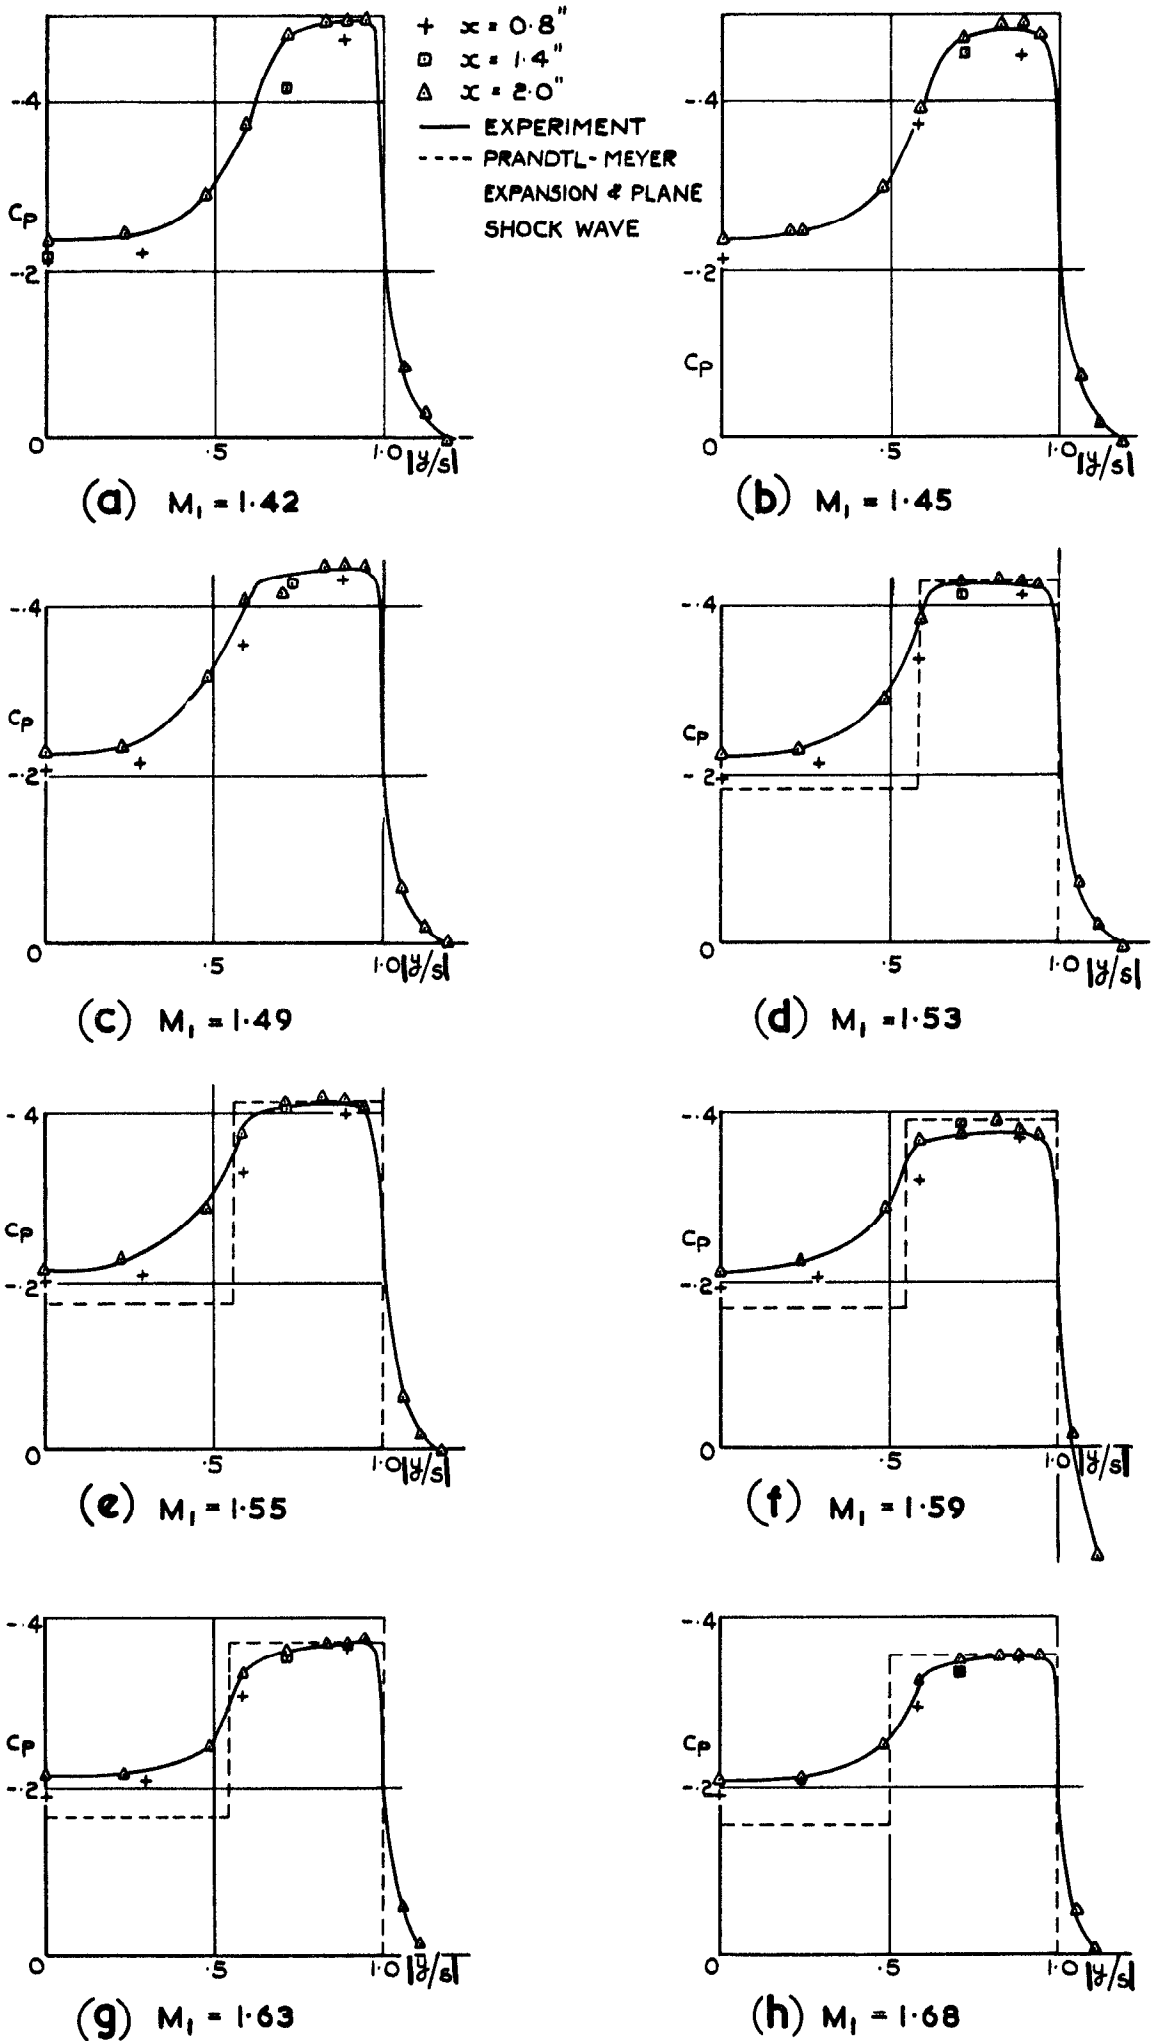 + x = 0.8"
⊡ x = 1.4"
△ x = 2.0"
EXPERIMENT
PRANDTL-MEYER
EXPANSION & PLANE
SHOCK WAVE
-.4
Cp
-.2
0
.5
1.0
|y/s|
(a) M₁ = 1.42
-.4
-.2
Cp
0
.5
1.0
|y/s|
(b) M₁ = 1.45
-.4
Cp
-.2
0
.5
1.0
|y/s|
(c) M₁ = 1.49
-.4
Cp
-.2
0
.5
1.0
|y/s|
(d) M₁ = 1.53
-.4
Cp
-.2
0
.5
1.0
|y/s|
(e) M₁ = 1.55
-.4
Cp
-.2
0
.5
1.0
|y/s|
(f) M₁ = 1.59
-.4
Cp
-.2
0
.5
1.0
|y/s|
(g) M₁ = 1.63
-.4
Cp
-.2
0
.5
1.0
|y/s|
(h) M₁ = 1.68